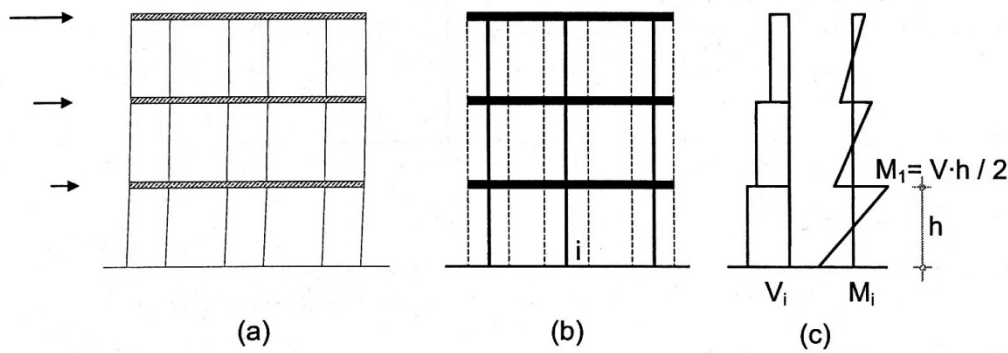 M₁= V·h / 2
h
i
Vᵢ
Mᵢ
(a)
(b)
(c)